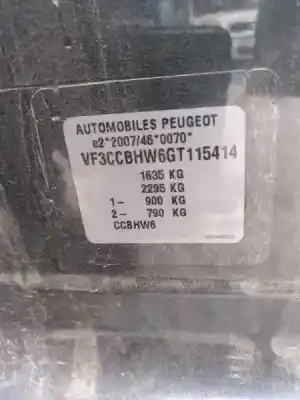 AUTOMOBILES PEUGEOT
e2*2007/46*0070*
VF3CCBHW6GT115414
1635 KG
2295 KG
1- 900 KG
2- 790 KG
CCBHW6